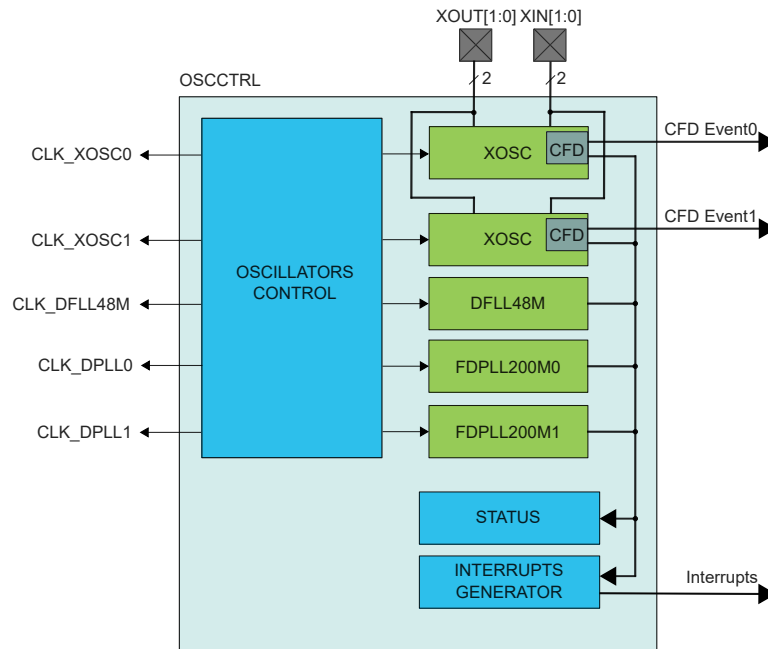 XOUT[1:0] XIN[1:0]
2 2
OSCCTRL
CLK_XOSC0
XOSC
CFD
CFD Event0
CLK_XOSC1
XOSC
CFD
CFD Event1
OSCILLATORS
CONTROL
CLK_DFLL48M
DFLL48M
CLK_DPLL0
FDPLL200M0
CLK_DPLL1
FDPLL200M1
STATUS
INTERRUPTS
GENERATOR
Interrupts